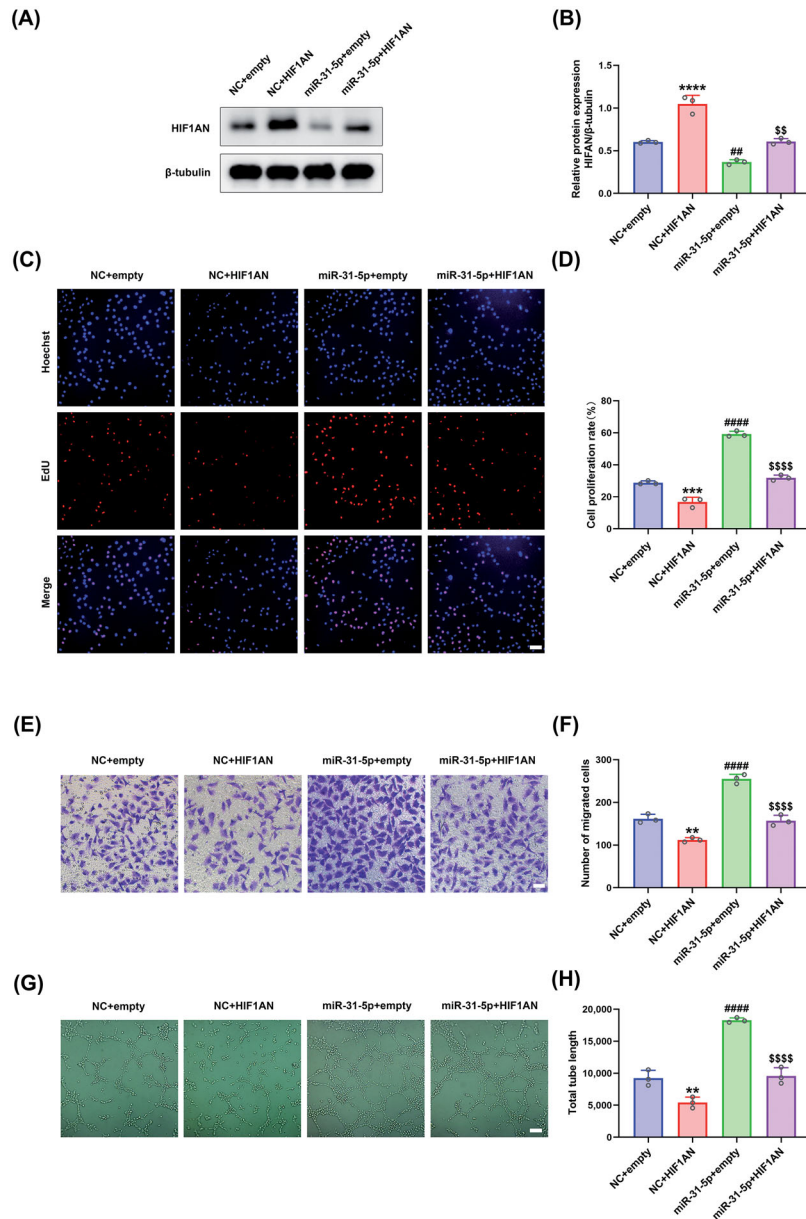 (A)
NC+empty
NC+HIF1AN
miR-31-5p+empty
miR-31-5p+HIF1AN
HIF1AN
β-tubulin
(B)
Relative protein expression
HIFAN/β-tubulin
1.5
1.0
0.5
0.0
****
##
$$
NC+empty
NC+HIF1AN
miR-31-5p+empty
miR-31-5p+HIF1AN
(C)
NC+empty
NC+HIF1AN
miR-31-5p+empty
miR-31-5p+HIF1AN
Hoechst
EdU
Merge
(D)
Cell proliferation rate(%)
80
60
40
20
0
***
####
$$$$
NC+empty
NC+HIF1AN
miR-31-5p+empty
miR-31-5p+HIF1AN
(E)
NC+empty
NC+HIF1AN
miR-31-5p+empty
miR-31-5p+HIF1AN
(F)
Number of migrated cells
300
200
100
0
**
####
$$$$
NC+empty
NC+HIF1AN
miR-31-5p+empty
miR-31-5p+HIF1AN
(G)
NC+empty
NC+HIF1AN
miR-31-5p+empty
miR-31-5p+HIF1AN
(H)
Total tube length
20,000
15,000
10,000
5,000
0
**
####
$$$$
NC+empty
NC+HIF1AN
miR-31-5p+empty
miR-31-5p+HIF1AN